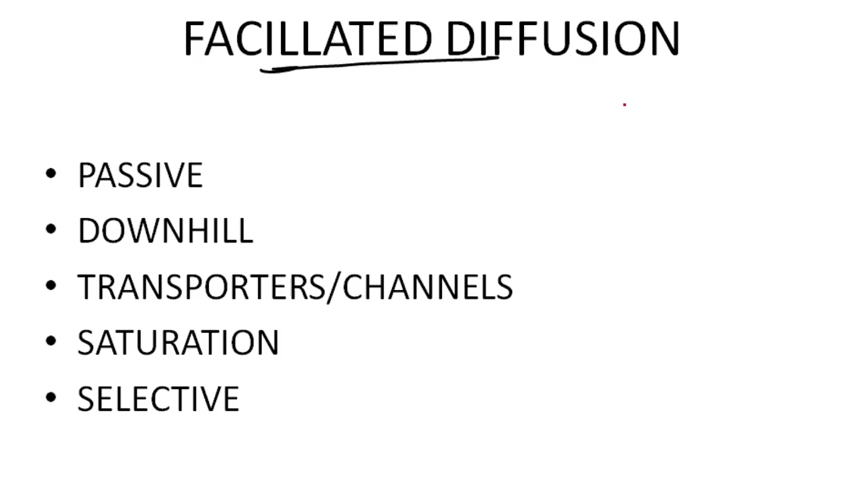 FACILLATED DIFFUSION
• PASSIVE
• DOWNHILL
• TRANSPORTERS/CHANNELS
• SATURATION
• SELECTIVE